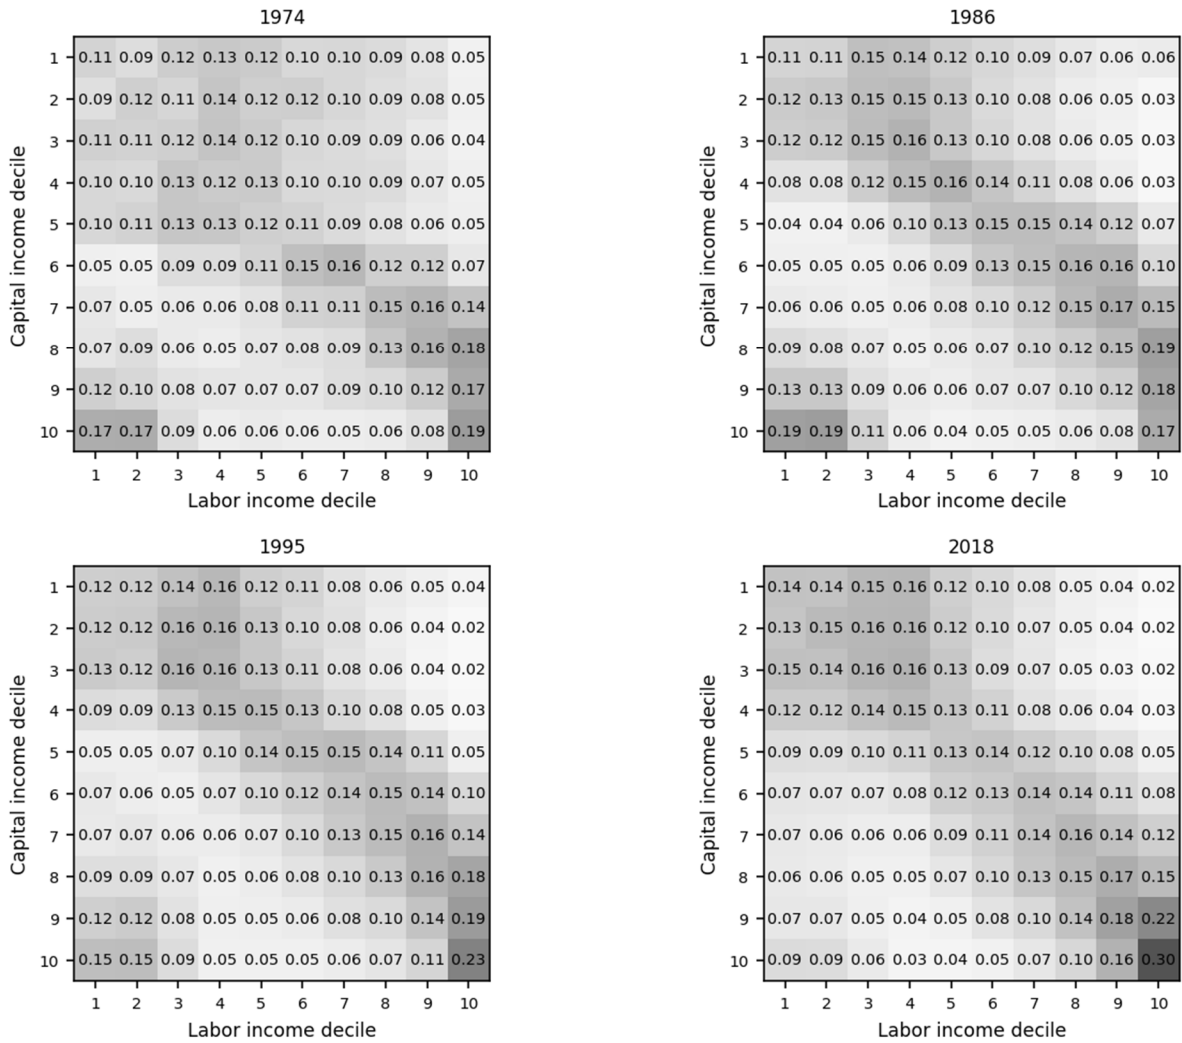 1974
Capital income decile
1 0.11 0.09 0.12 0.13 0.12 0.10 0.10 0.09 0.08 0.05
2 0.09 0.12 0.11 0.14 0.12 0.12 0.10 0.09 0.08 0.05
3 0.11 0.11 0.12 0.14 0.12 0.10 0.09 0.09 0.06 0.04
4 0.10 0.10 0.13 0.12 0.13 0.10 0.10 0.09 0.07 0.05
5 0.10 0.11 0.13 0.13 0.12 0.11 0.09 0.08 0.06 0.05
6 0.05 0.05 0.09 0.09 0.11 0.15 0.16 0.12 0.12 0.07
7 0.07 0.05 0.06 0.06 0.08 0.11 0.11 0.15 0.16 0.14
8 0.07 0.09 0.06 0.05 0.07 0.08 0.09 0.13 0.16 0.18
9 0.12 0.10 0.08 0.07 0.07 0.07 0.09 0.10 0.12 0.17
10 0.17 0.17 0.09 0.06 0.06 0.06 0.05 0.06 0.08 0.19
1 2 3 4 5 6 7 8 9 10
Labor income decile
1986
Capital income decile
1 0.11 0.11 0.15 0.14 0.12 0.10 0.09 0.07 0.06 0.06
2 0.12 0.13 0.15 0.15 0.13 0.10 0.08 0.06 0.05 0.03
3 0.12 0.12 0.15 0.16 0.13 0.10 0.08 0.06 0.05 0.03
4 0.08 0.08 0.12 0.15 0.16 0.14 0.11 0.08 0.06 0.03
5 0.04 0.04 0.06 0.10 0.13 0.15 0.15 0.14 0.12 0.07
6 0.05 0.05 0.05 0.06 0.09 0.13 0.15 0.16 0.16 0.10
7 0.06 0.06 0.05 0.06 0.08 0.10 0.12 0.15 0.17 0.15
8 0.09 0.08 0.07 0.05 0.06 0.07 0.10 0.12 0.15 0.19
9 0.13 0.13 0.09 0.06 0.06 0.07 0.07 0.10 0.12 0.18
10 0.19 0.19 0.11 0.06 0.04 0.05 0.05 0.06 0.08 0.17
1 2 3 4 5 6 7 8 9 10
Labor income decile
1995
Capital income decile
1 0.12 0.12 0.14 0.16 0.12 0.11 0.08 0.06 0.05 0.04
2 0.12 0.12 0.16 0.16 0.13 0.10 0.08 0.06 0.04 0.02
3 0.13 0.12 0.16 0.16 0.13 0.11 0.08 0.06 0.04 0.02
4 0.09 0.09 0.13 0.15 0.15 0.13 0.10 0.08 0.05 0.03
5 0.05 0.05 0.07 0.10 0.14 0.15 0.15 0.14 0.11 0.05
6 0.07 0.06 0.05 0.07 0.10 0.12 0.14 0.15 0.14 0.10
7 0.07 0.07 0.06 0.06 0.07 0.10 0.13 0.15 0.16 0.14
8 0.09 0.09 0.07 0.05 0.06 0.08 0.10 0.13 0.16 0.18
9 0.12 0.12 0.08 0.05 0.05 0.06 0.08 0.10 0.14 0.19
10 0.15 0.15 0.09 0.05 0.05 0.05 0.06 0.07 0.11 0.23
1 2 3 4 5 6 7 8 9 10
Labor income decile
2018
Capital income decile
1 0.14 0.14 0.15 0.16 0.12 0.10 0.08 0.05 0.04 0.02
2 0.13 0.15 0.16 0.16 0.12 0.10 0.07 0.05 0.04 0.02
3 0.15 0.14 0.16 0.16 0.13 0.09 0.07 0.05 0.03 0.02
4 0.12 0.12 0.14 0.15 0.13 0.11 0.08 0.06 0.04 0.03
5 0.09 0.09 0.10 0.11 0.13 0.14 0.12 0.10 0.08 0.05
6 0.07 0.07 0.07 0.08 0.12 0.13 0.14 0.14 0.11 0.08
7 0.07 0.06 0.06 0.06 0.09 0.11 0.14 0.16 0.14 0.12
8 0.06 0.06 0.05 0.05 0.07 0.10 0.13 0.15 0.17 0.15
9 0.07 0.07 0.05 0.04 0.05 0.08 0.10 0.14 0.18 0.22
10 0.09 0.09 0.06 0.03 0.04 0.05 0.07 0.10 0.16 0.30
1 2 3 4 5 6 7 8 9 10
Labor income decile